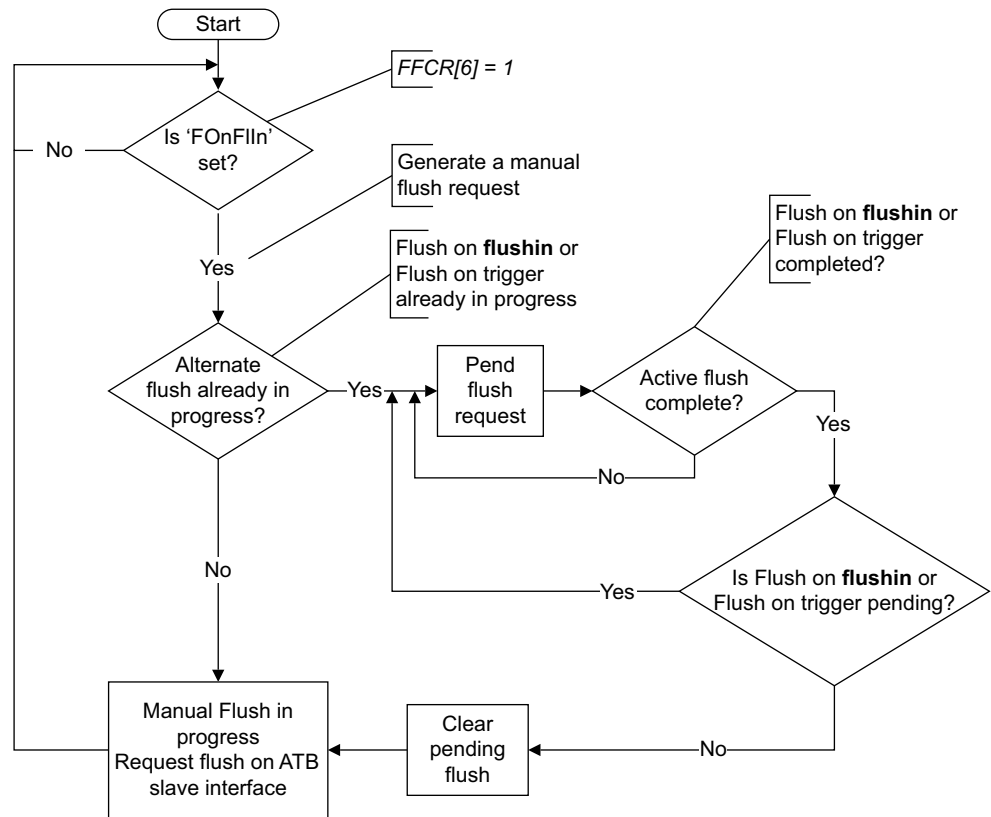 Start
FFCR[6] = 1
Is ‘FOnFlIn’
set?
No
Generate a manual
flush request
Yes
Flush on flushin or
Flush on trigger
already in progress
Flush on flushin or
Flush on trigger
completed?
Alternate
flush already in
progress?
Yes
Pend
flush
request
Active flush
complete?
Yes
No
No
Yes
Is Flush on flushin or
Flush on trigger pending?
Manual Flush in
progress
Request flush on ATB
slave interface
Clear
pending
flush
No